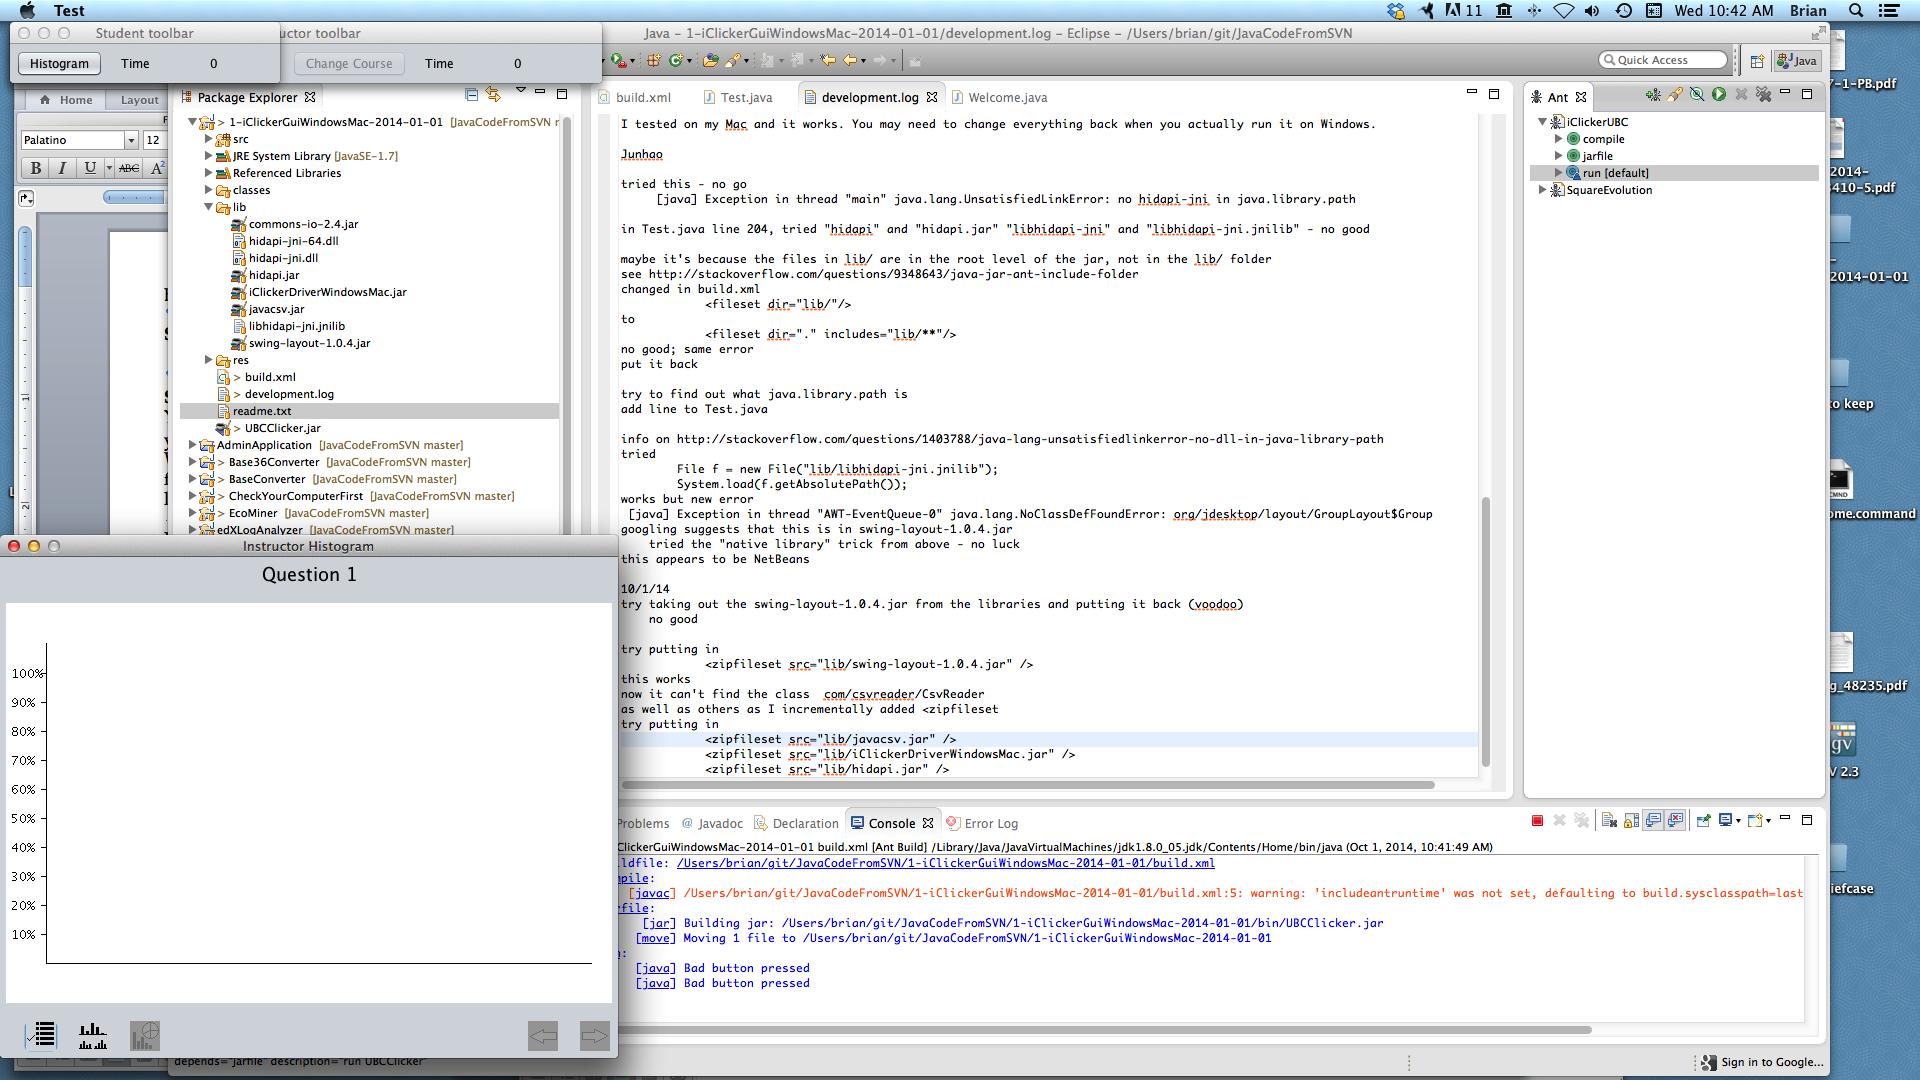 Test
11
Wed 10:42 AM
Brian
Student toolbar
uctor toolbar
Java – 1-iClickerGuiWindowsMac-2014-01-01/development.log – Eclipse – /Users/brian/git/JavaCodeFromSVN
Histogram
Time
0
Change Course
Time
0
Quick Access
Java
Home
Layout
Palatino
12
B I U ABC A2
Package Explorer
> 1-iClickerGuiWindowsMac-2014-01-01 [JavaCodeFromSVN r
> src
JRE System Library [JavaSE-1.7]
Referenced Libraries
classes
lib
commons-io-2.4.jar
hidapi-jni-64.dll
hidapi-jni.dll
hidapi.jar
iClickerDriverWindowsMac.jar
javacsv.jar
libhidapi-jni.jnilib
swing-layout-1.0.4.jar
res
> build.xml
> development.log
readme.txt
> UBCClicker.jar
AdminApplication [JavaCodeFromSVN master]
> Base36Converter [JavaCodeFromSVN master]
> BaseConverter [JavaCodeFromSVN master]
> CheckYourComputerFirst [JavaCodeFromSVN master]
> EcoMiner [JavaCodeFromSVN master]
edXLogAnalyzer [JavaCodeFromSVN master]
build.xml
Test.java
development.log
Welcome.java
I tested on my Mac and it works. You may need to change everything back when you actually run it on Windows.
Junhao
tried this - no go
[java] Exception in thread "main" java.lang.UnsatisfiedLinkError: no hidapi-jni in java.library.path
in Test.java line 204, tried "hidapi" and "hidapi.jar" "libhidapi-jni" and "libhidapi-jni.jnilib" - no good
maybe it's because the files in lib/ are in the root level of the jar, not in the lib/ folder
see http://stackoverflow.com/questions/9348643/java-jar-ant-include-folder
changed in build.xml
<fileset dir="lib/"/>
to
<fileset dir="." includes="lib/**"/>
no good; same error
put it back
try to find out what java.library.path is
add line to Test.java
info on http://stackoverflow.com/questions/1403788/java-lang-unsatisfiedlinkerror-no-dll-in-java-library-path
tried
File f = new File("lib/libhidapi-jni.jnilib");
System.load(f.getAbsolutePath());
works but new error
[java] Exception in thread "AWT-EventQueue-0" java.lang.NoClassDefFoundError: org/jdesktop/layout/GroupLayout$Group
googling suggests that this is in swing-layout-1.0.4.jar
tried the "native library" trick from above - no luck
this appears to be NetBeans
10/1/14
try taking out the swing-layout-1.0.4.jar from the libraries and putting it back (voodoo)
no good
try putting in
<zipfileset src="lib/swing-layout-1.0.4.jar" />
this works
now it can't find the class  com/csvreader/CsvReader
as well as others as I incrementally added <zipfileset
try putting in
<zipfileset src="lib/javacsv.jar" />
<zipfileset src="lib/iClickerDriverWindowsMac.jar" />
<zipfileset src="lib/hidapi.jar" />
Ant
iClickerUBC
compile
jarfile
run [default]
SquareEvolution
7-1-PB.pdf
2014-
3410-5.pdf
2014-01-01
to keep
CMND
ome.command
g_48235.pdf
gv
V 2.3
iefcase
Instructor Histogram
Question 1
100%
90%
80%
70%
60%
50%
40%
30%
20%
10%
Problems
@ Javadoc
Declaration
Console
Error Log
ClickerGuiWindowsMac-2014-01-01 build.xml [Ant Build] /Library/Java/JavaVirtualMachines/jdk1.8.0_05.jdk/Contents/Home/bin/java (Oct 1, 2014, 10:41:49 AM)
ldfile: /Users/brian/git/JavaCodeFromSVN/1-iClickerGuiWindowsMac-2014-01-01/build.xml
mpile:
[javac] /Users/brian/git/JavaCodeFromSVN/1-iClickerGuiWindowsMac-2014-01-01/build.xml:5: warning: 'includeantruntime' was not set, defaulting to build.sysclasspath=last
rfile:
[jar] Building jar: /Users/brian/git/JavaCodeFromSVN/1-iClickerGuiWindowsMac-2014-01-01/bin/UBCClicker.jar
[move] Moving 1 file to /Users/brian/git/JavaCodeFromSVN/1-iClickerGuiWindowsMac-2014-01-01
n:
[java] Bad button pressed
[java] Bad button pressed
depends="jarfile" description="run UBCClicker"
Sign in to Google...